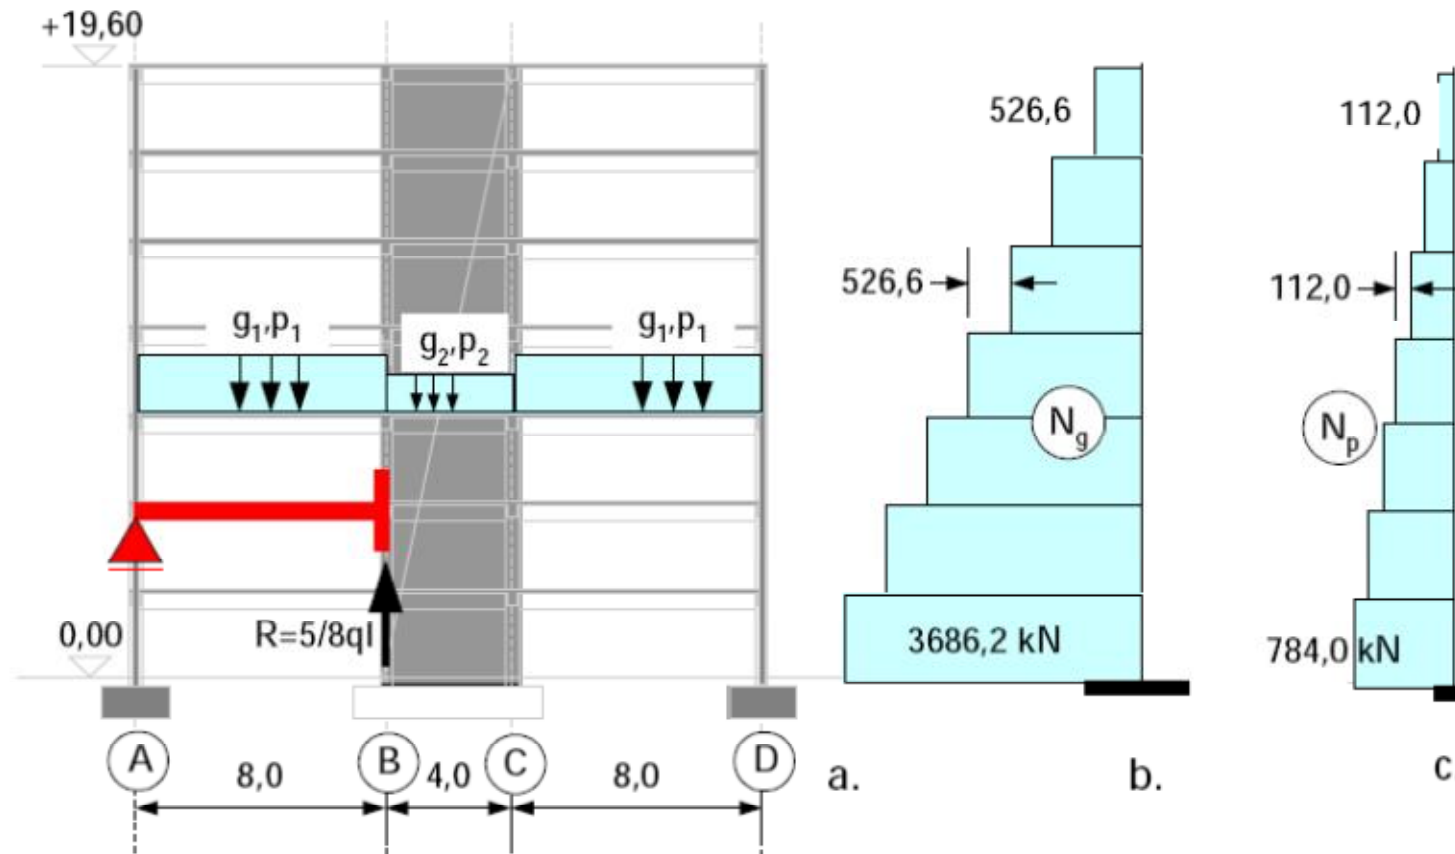 +19,60
526,6
112,0
526,6
112,0
g1,p1
g2,p2
g1,p1
Ng
Np
0,00
R=5/8ql
3686,2 kN
784,0 kN
A
B
C
D
8,0
4,0
8,0
a.
b.
c